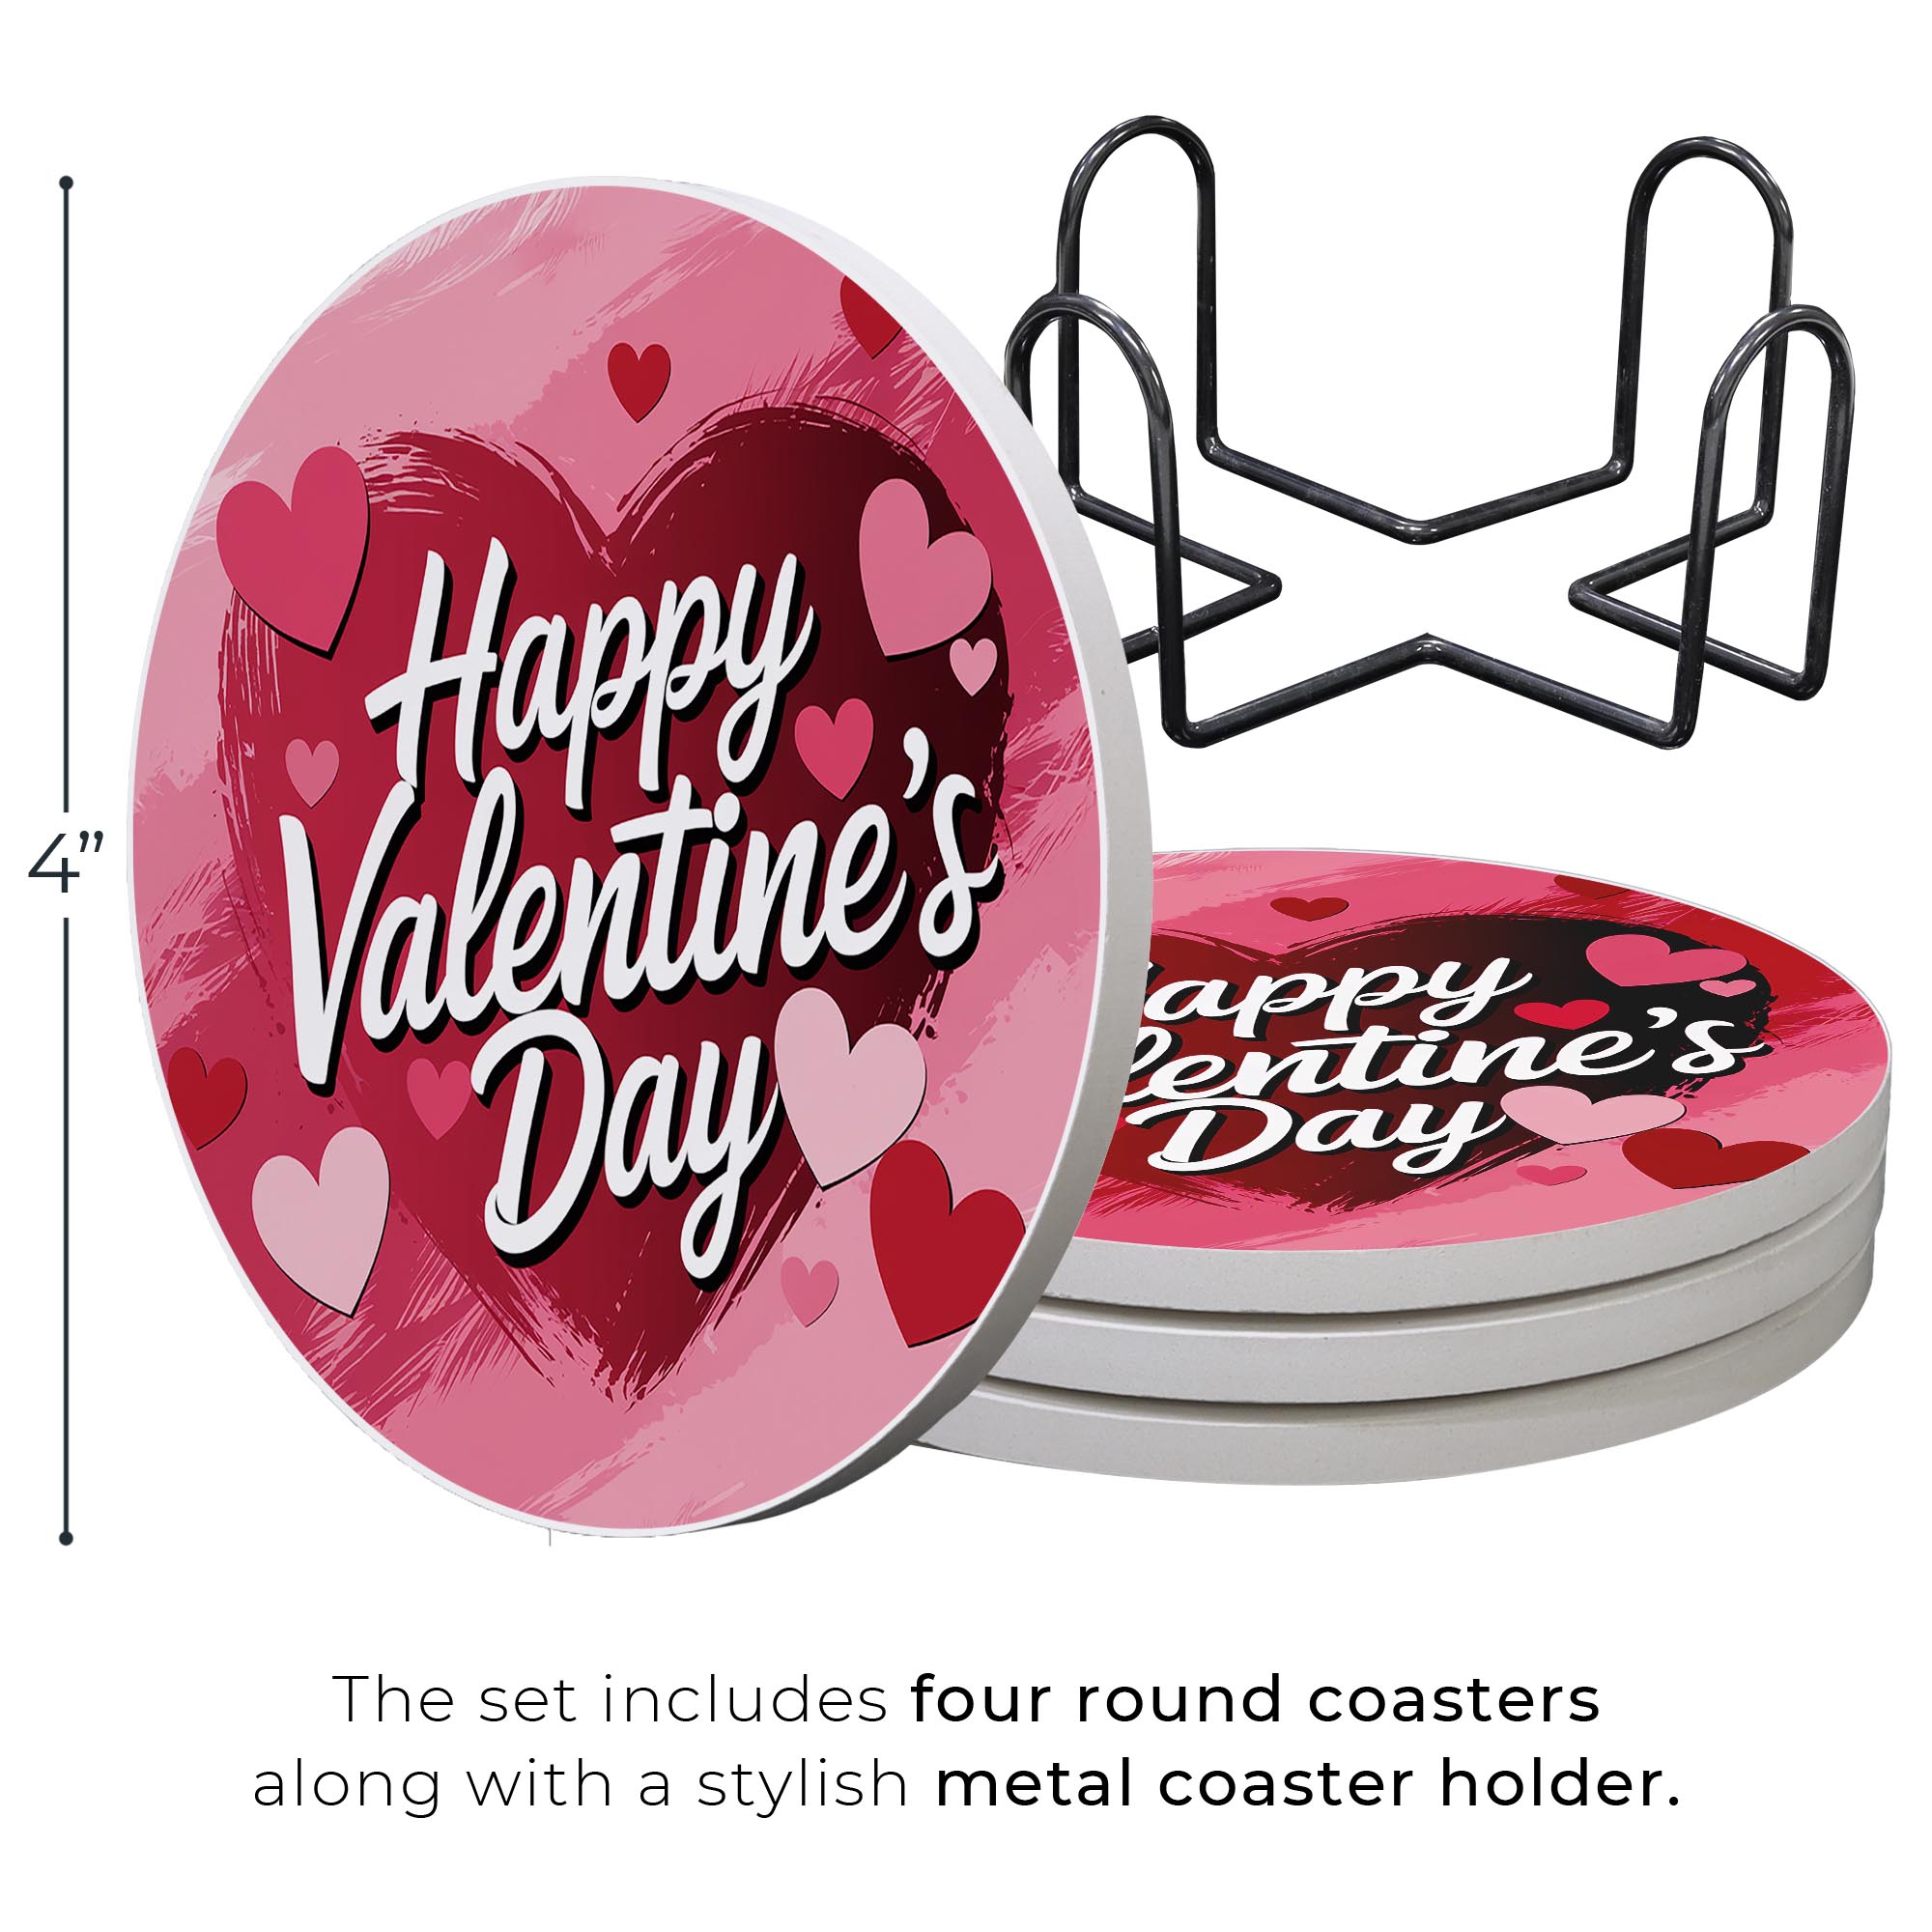 4”
Happy
Valentine’s
Day
appy
lentine’s
Day
The set includes four round coasters
along with a stylish metal coaster holder.